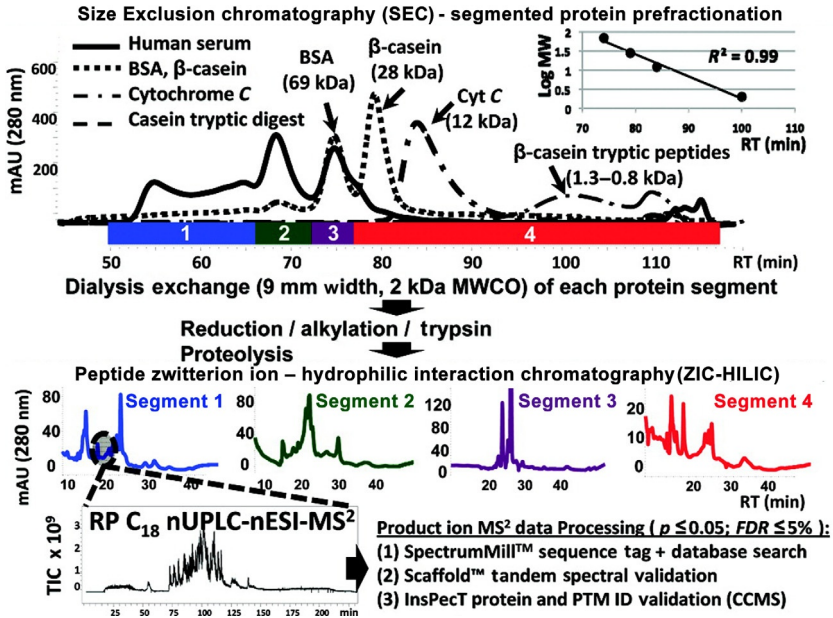 Size Exclusion chromatography (SEC) - segmented protein prefractionation
Human serum
BSA, β-casein
Cytochrome C
Casein tryptic digest
BSA
(69 kDa)
β-casein
(28 kDa)
Cyt C
(12 kDa)
β-casein tryptic peptides
(1.3–0.8 kDa)
mAU (280 nm)
600
400
200
Log MW
2
1.5
1
0.5
0
R² = 0.99
70 80 90 100 110
RT (min)
1 2 3 4
50 60 70 80 90 100 110 RT (min)
Dialysis exchange (9 mm width, 2 kDa MWCO) of each protein segment
Reduction / alkylation / trypsin
Proteolysis
Peptide zwitterion ion – hydrophilic interaction chromatography (ZIC-HILIC)
mAU (280 nm)
80
40
0
Segment 1
10 20 30 40
80
40
0
Segment 2
10 20 30 40
120
80
40
0
Segment 3
20 30 40
20
10
0
Segment 4
20 30 40
RT (min)
RP C18 nUPLC-nESI-MS²
TIC x 10⁹
25 50 75 100 125 150 175 200 min
Product ion MS² data Processing ( p ≤0.05; FDR ≤5% ):
(1) SpectrumMill™ sequence tag + database search
(2) Scaffold™ tandem spectral validation
(3) InsPecT protein and PTM ID validation (CCMS)